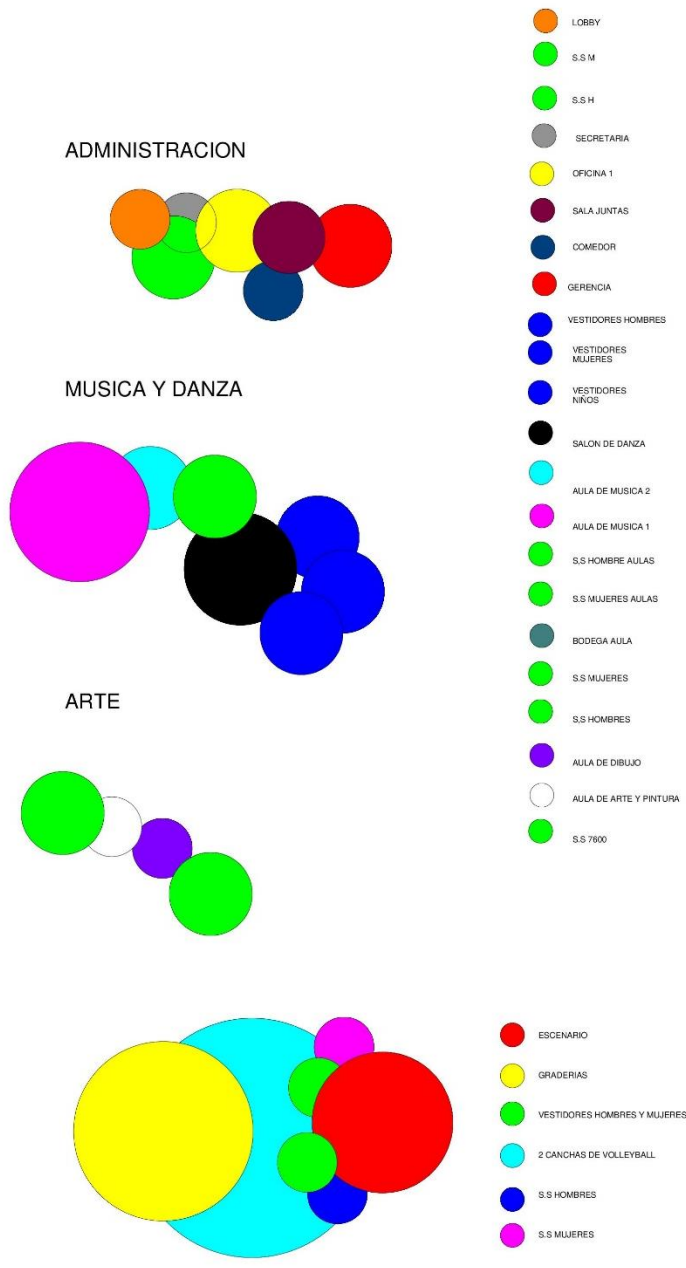 LOBBY
S.S M
S.S H
SECRETARIA
ADMINISTRACION
OFICINA 1
SALA JUNTAS
COMEDOR
GERENCIA
VESTIDORES HOMBRES
VESTIDORES
MUJERES
MUSICA Y DANZA
VESTIDORES
NIÑOS
SALON DE DANZA
AULA DE MUSICA 2
AULA DE MUSICA 1
S,S HOMBRE AULAS
S.S MUJERES AULAS
BODEGA AULA
S.S MUJERES
ARTE
S,S HOMBRES
AULA DE DIBUJO
AULA DE ARTE Y PINTURA
S.S 7600
ESCENARIO
GRADERIAS
VESTIDORES HOMBRES Y MUJERES
2 CANCHAS DE VOLLEYBALL
S.S HOMBRES
S.S MUJERES